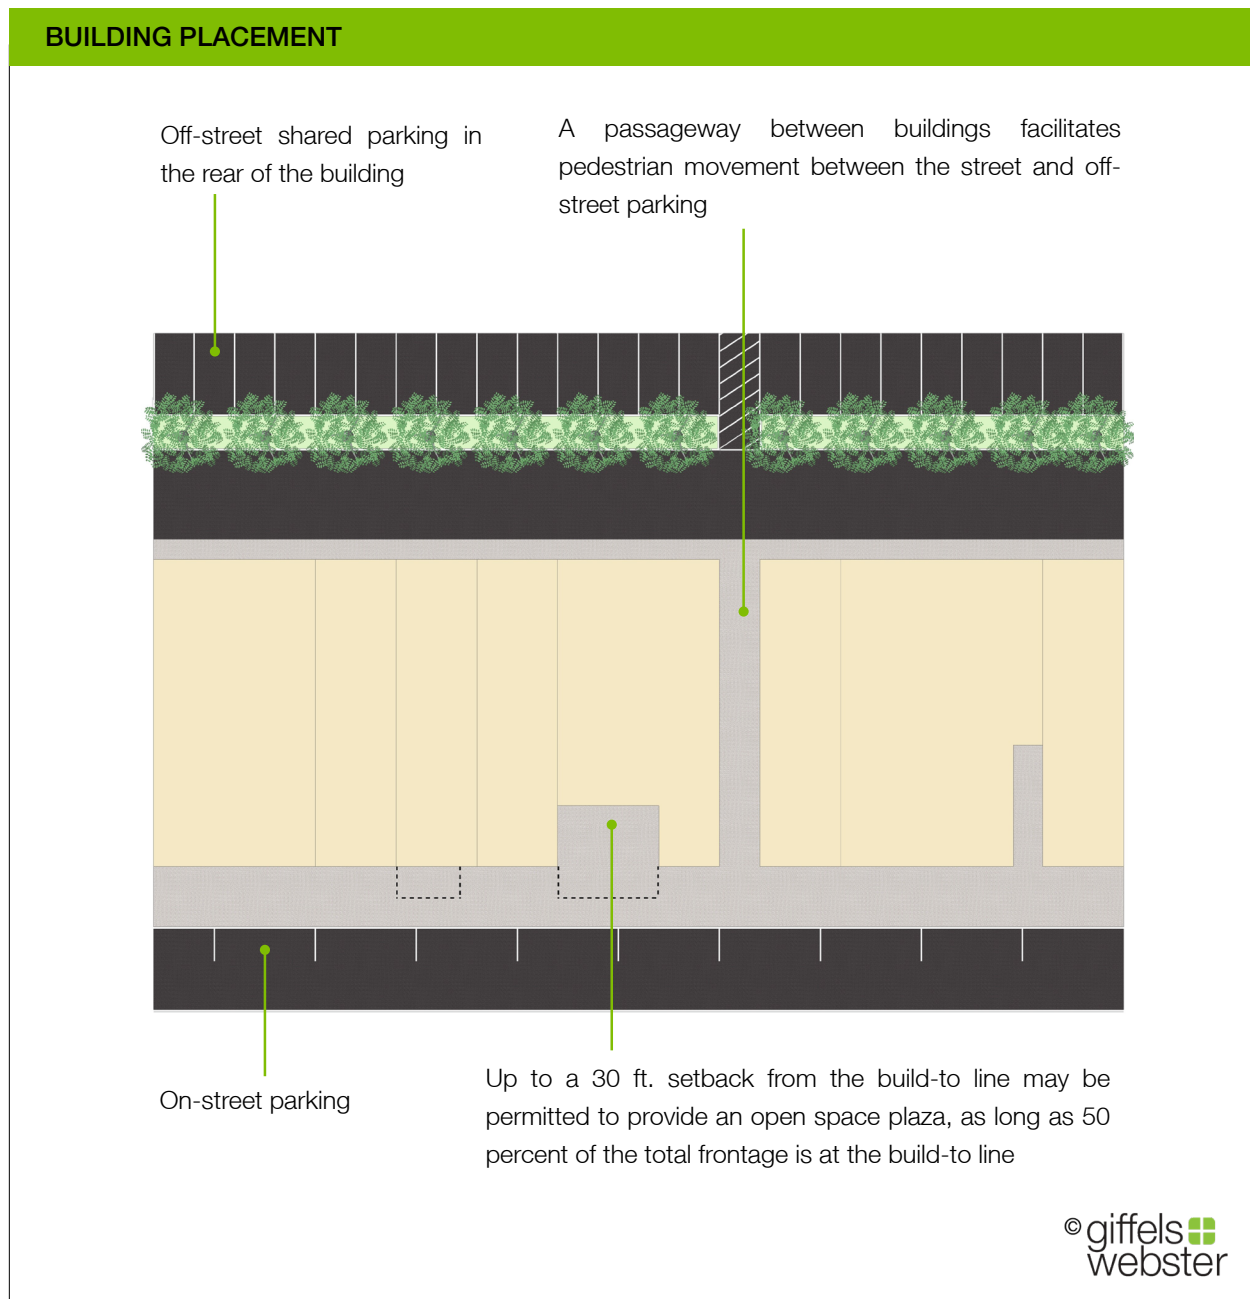 BUILDING PLACEMENT
Off-street shared parking in
the rear of the building
A passageway between buildings facilitates
pedestrian movement between the street and off-
street parking
On-street parking
Up to a 30 ft. setback from the build-to line may be
permitted to provide an open space plaza, as long as 50
percent of the total frontage is at the build-to line
© giffels
webster